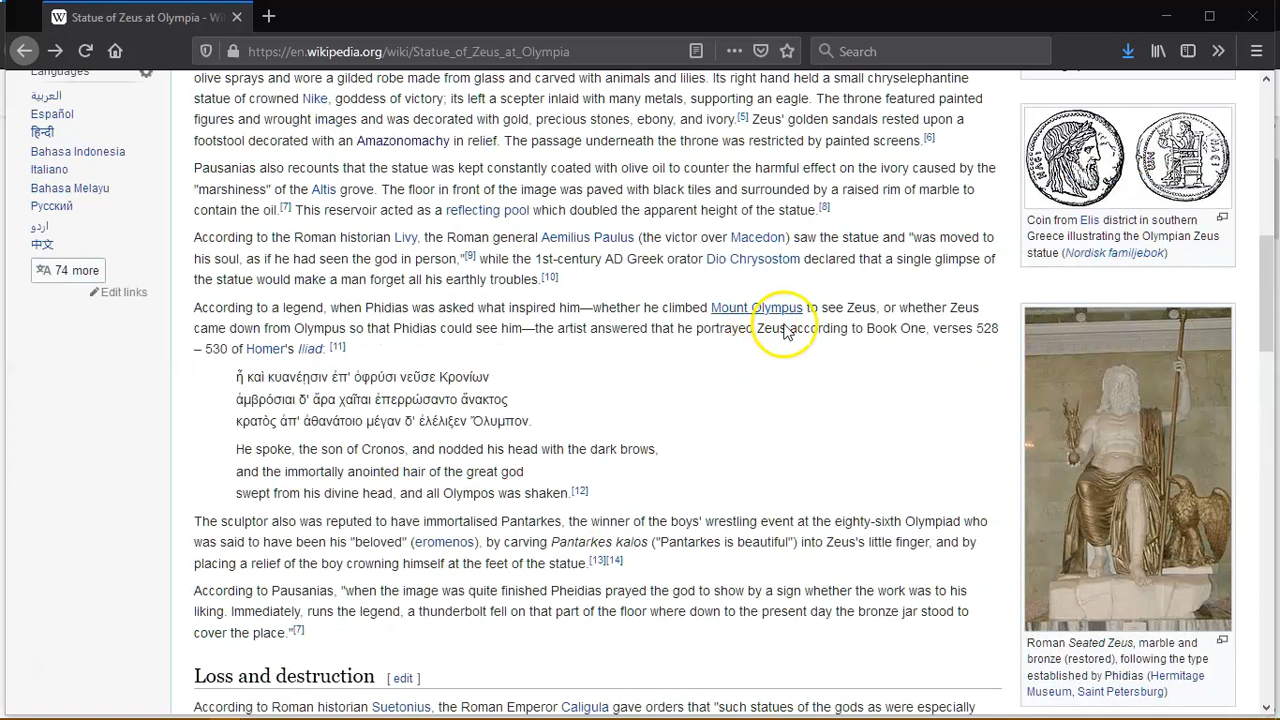 Statue of Zeus at Olympia - Wi
https://en.wikipedia.org/wiki/Statue_of_Zeus_at_Olympia
Search
Languages
العربية
Español
हिन्दी
Bahasa Indonesia
Italiano
Bahasa Melayu
Русский
اردو
中文
74 more
Edit links
olive sprays and wore a gilded robe made from glass and carved with animals and lilies. Its right hand held a small chryselephantine
statue of crowned Nike, goddess of victory; its left a scepter inlaid with many metals, supporting an eagle. The throne featured painted
figures and wrought images and was decorated with gold, precious stones, ebony, and ivory.[5] Zeus' golden sandals rested upon a
footstool decorated with an Amazonomachy in relief. The passage underneath the throne was restricted by painted screens.[6]
Pausanias also recounts that the statue was kept constantly coated with olive oil to counter the harmful effect on the ivory caused by the
"marshiness" of the Altis grove. The floor in front of the image was paved with black tiles and surrounded by a raised rim of marble to
contain the oil.[7] This reservoir acted as a reflecting pool which doubled the apparent height of the statue.[8]
According to the Roman historian Livy, the Roman general Aemilius Paulus (the victor over Macedon) saw the statue and "was moved to
his soul, as if he had seen the god in person,"[9] while the 1st-century AD Greek orator Dio Chrysostom declared that a single glimpse of
the statue would make a man forget all his earthly troubles.[10]
According to a legend, when Phidias was asked what inspired him—whether he climbed Mount Olympus to see Zeus, or whether Zeus
came down from Olympus so that Phidias could see him—the artist answered that he portrayed Zeus according to Book One, verses 528
– 530 of Homer's Iliad: [11]
ἦ καὶ κυανέῃσιν ἐπ' ὀφρύσι νεῦσε Κρονίων
ἀμβρόσιαι δ' ἄρα χαῖται ἐπερρώσαντο ἄνακτος
κρατὸς ἀπ' ἀθανάτοιο μέγαν δ' ἐλέλιξεν Ὄλυμπον.
He spoke, the son of Cronos, and nodded his head with the dark brows,
and the immortally anointed hair of the great god
swept from his divine head, and all Olympos was shaken.[12]
The sculptor also was reputed to have immortalised Pantarkes, the winner of the boys' wrestling event at the eighty-sixth Olympiad who
was said to have been his "beloved" (eromenos), by carving Pantarkes kalos ("Pantarkes is beautiful") into Zeus's little finger, and by
placing a relief of the boy crowning himself at the feet of the statue.[13][14]
According to Pausanias, "when the image was quite finished Pheidias prayed the god to show by a sign whether the work was to his
liking. Immediately, runs the legend, a thunderbolt fell on that part of the floor where down to the present day the bronze jar stood to
cover the place."[7]
Loss and destruction [ edit ]
According to Roman historian Suetonius, the Roman Emperor Caligula gave orders that "such statues of the gods as were especially
Coin from Elis district in southern
Greece illustrating the Olympian Zeus
statue (Nordisk familjebok)
Roman Seated Zeus, marble and
bronze (restored), following the type
established by Phidias (Hermitage
Museum, Saint Petersburg)